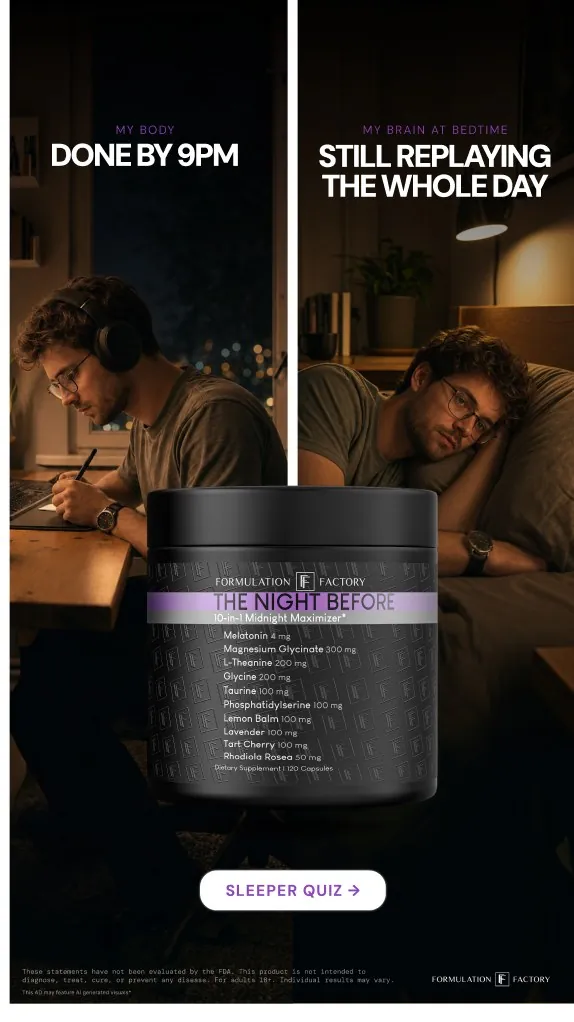 MY BODY
DONE BY 9PM
MY BRAIN AT BEDTIME
STILL REPLAYING
THE WHOLE DAY
FORMULATION FACTORY
THE NIGHT BEFORE
10-in-1 Midnight Maximizer*
Melatonin 4 mg
Magnesium Glycinate 300 mg
L-Theanine 200 mg
Glycine 200 mg
Taurine 100 mg
Phosphatidylserine 100 mg
Lemon Balm 100 mg
Lavender 100 mg
Tart Cherry 100 mg
Rhodiola Rosea 50 mg
Dietary Supplement | 120 Capsules
SLEEPER QUIZ →
These statements have not been evaluated by the FDA. This product is not intended to
diagnose, treat, cure, or prevent any disease. For adults 18+. Individual results may vary.
This AD may feature AI generated visuals*
FORMULATION FACTORY